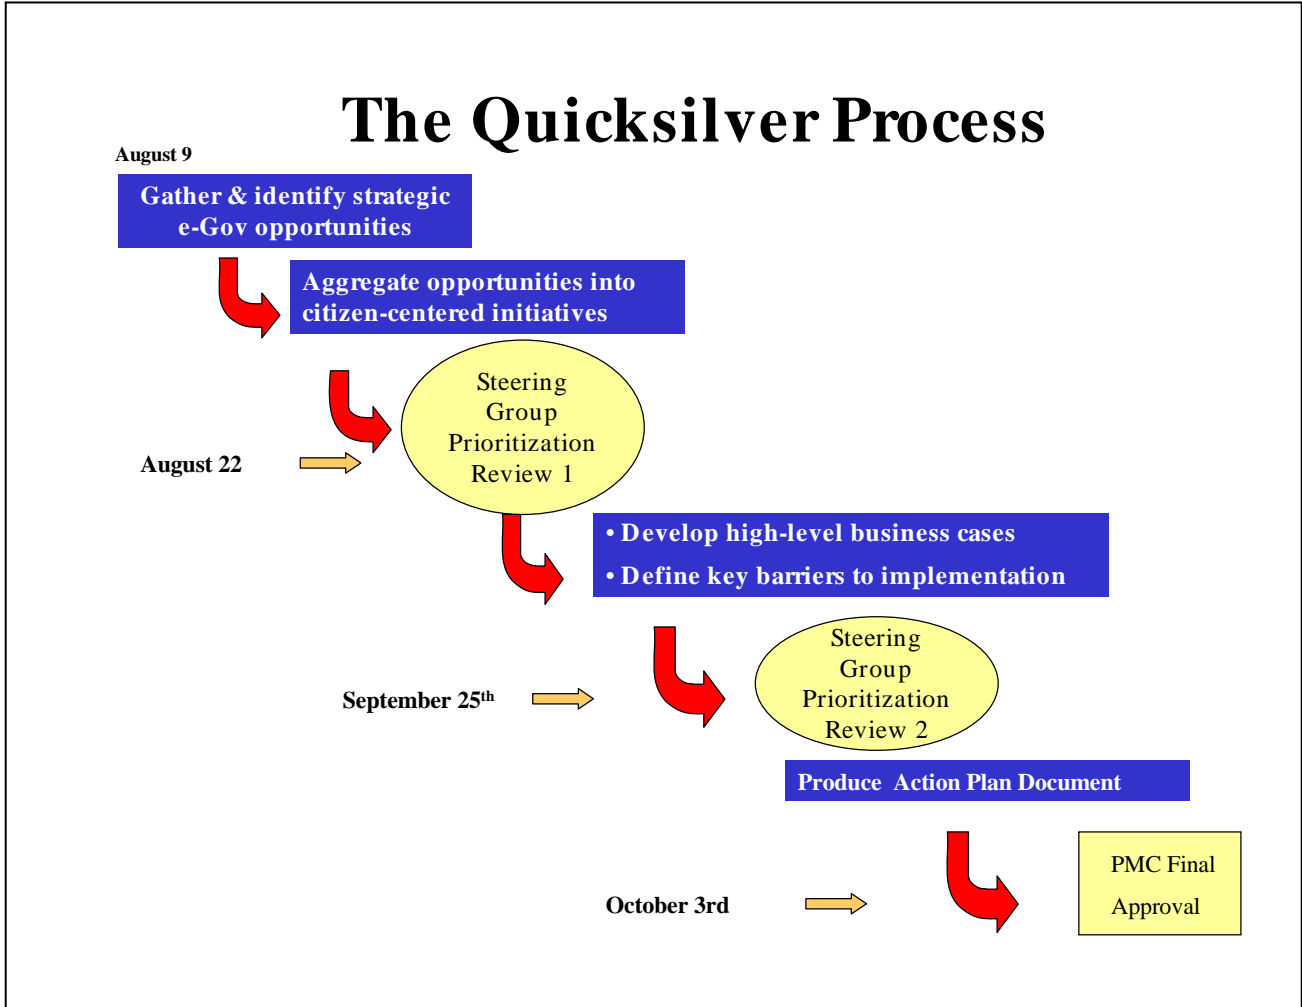 The Quicksilver Process
August 9
Gather & identify strategic
e-Gov opportunities
Aggregate opportunities into
citizen-centered initiatives
Steering
Group
Prioritization
Review 1
August 22
• Develop high-level business cases
• Define key barriers to implementation
Steering
Group
Prioritization
Review 2
September 25th
Produce Action Plan Document
PMC Final
Approval
October 3rd